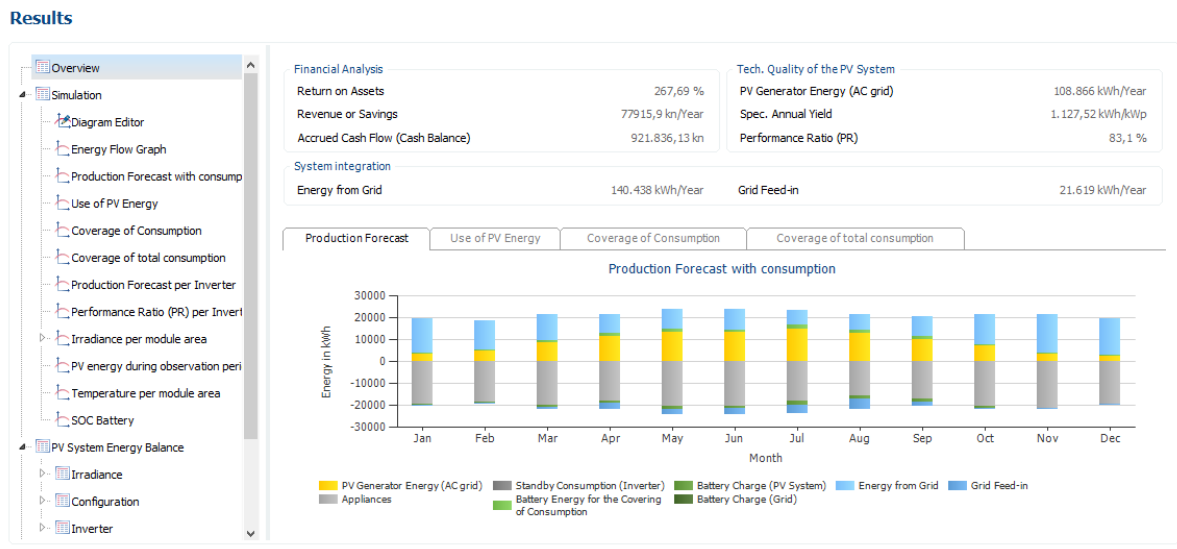 Results
Overview
Simulation
Diagram Editor
Energy Flow Graph
Production Forecast with consump
Use of PV Energy
Coverage of Consumption
Coverage of total consumption
Production Forecast per Inverter
Performance Ratio (PR) per Invert
Irradiance per module area
PV energy during observation peri
Temperature per module area
SOC Battery
PV System Energy Balance
Irradiance
Configuration
Inverter
Financial Analysis
Return on Assets 267,69 %
Revenue or Savings 77915,9 kn/Year
Accrued Cash Flow (Cash Balance) 921.836,13 kn
Tech. Quality of the PV System
PV Generator Energy (AC grid) 108.866 kWh/Year
Spec. Annual Yield 1.127,52 kWh/kWp
Performance Ratio (PR) 83,1 %
System integration
Energy from Grid 140.438 kWh/Year Grid Feed-in 21.619 kWh/Year
Production Forecast Use of PV Energy Coverage of Consumption Coverage of total consumption
Production Forecast with consumption
Energy in kWh
30000
20000
10000
0
-10000
-20000
-30000
Jan Feb Mar Apr May Jun Jul Aug Sep Oct Nov Dec
Month
PV Generator Energy (AC grid) Standby Consumption (Inverter) Battery Charge (PV System) Energy from Grid Grid Feed-in
Appliances Battery Energy for the Covering Battery Charge (Grid)
of Consumption